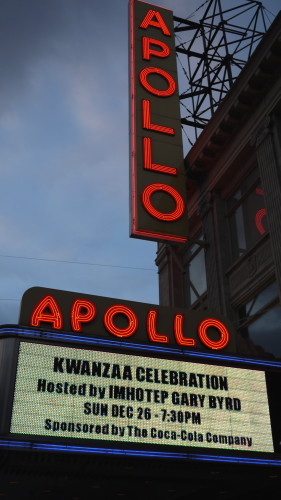 APOLLO
APOLLO
KWANZAA CELEBRATION
Hosted by IMHOTEP GARY BYRD
SUN DEC 26 - 7:30PM
Sponsored by The Coca-Cola Company